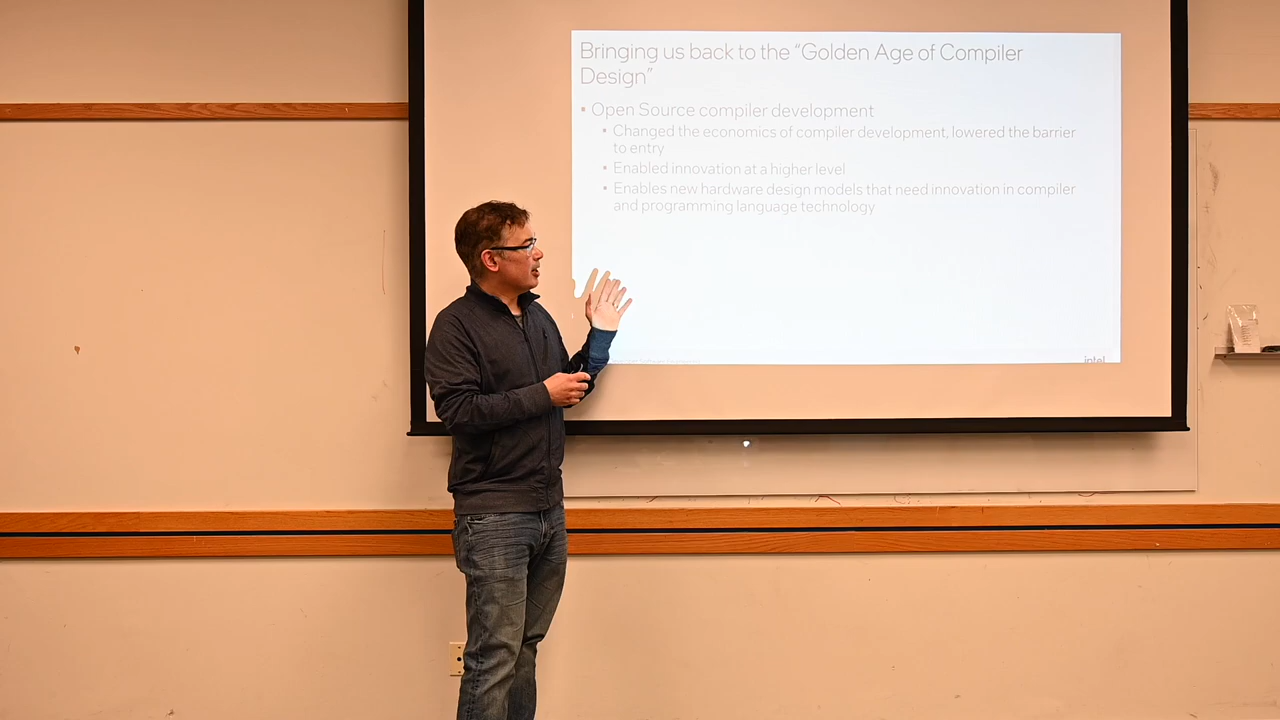 Bringing us back to the “Golden Age of Compiler
Design”
Open Source compiler development
Changed the economics of compiler development, lowered the barrier
to entry
Enabled innovation at a higher level
Enables new hardware design models that need innovation in compiler
and programming language technology
intel